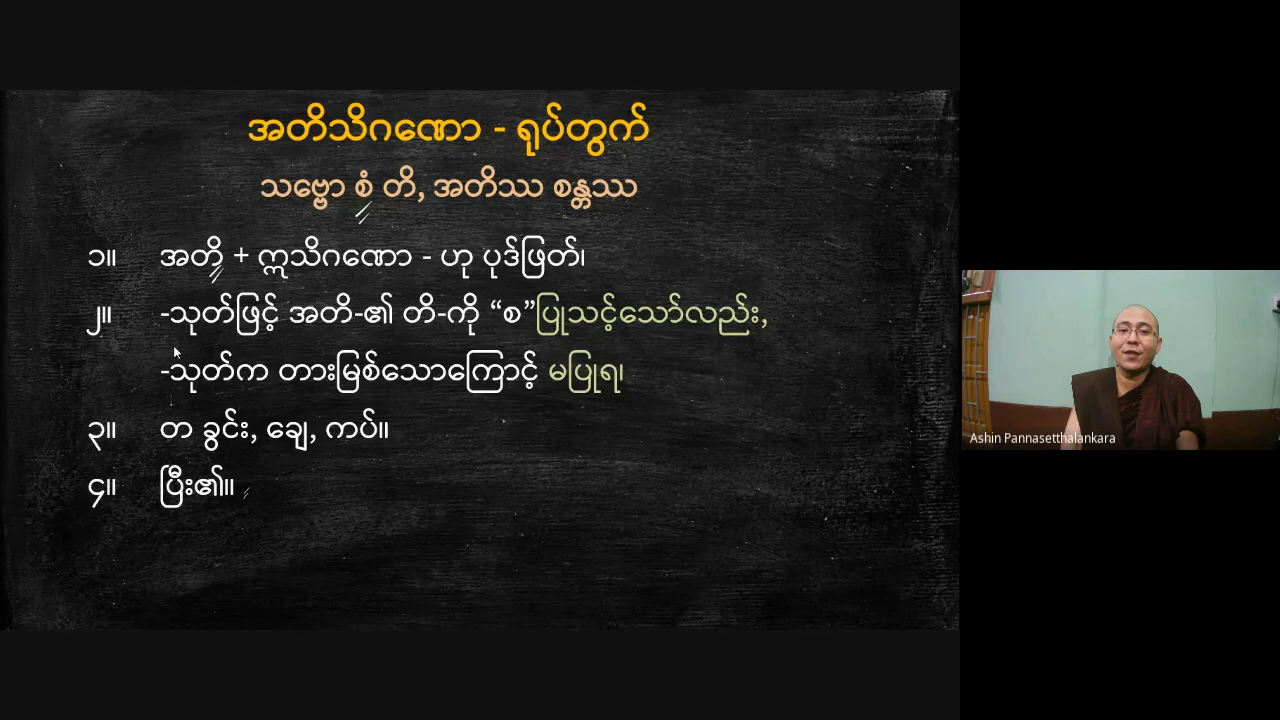 အတိသိဂဏော - ရုပ်တွက်
သဗ္ဗော စံ တိ, အတိဿ စန္တဿ
၁။ အတိ + ဣသိဂဏော - ဟု ပုဒ်ဖြတ်၊
၂။ -သုတ်ဖြင့် အတိ-၏ တိ-ကို “စ”ပြုသင့်သော်လည်း,
-သုတ်က တားမြစ်သောကြောင့် မပြုရ၊
၃။ တ ခွင်း, ချေ, ကပ်။
၄။ ပြီး၏။
Ashin Pannasetthalankara